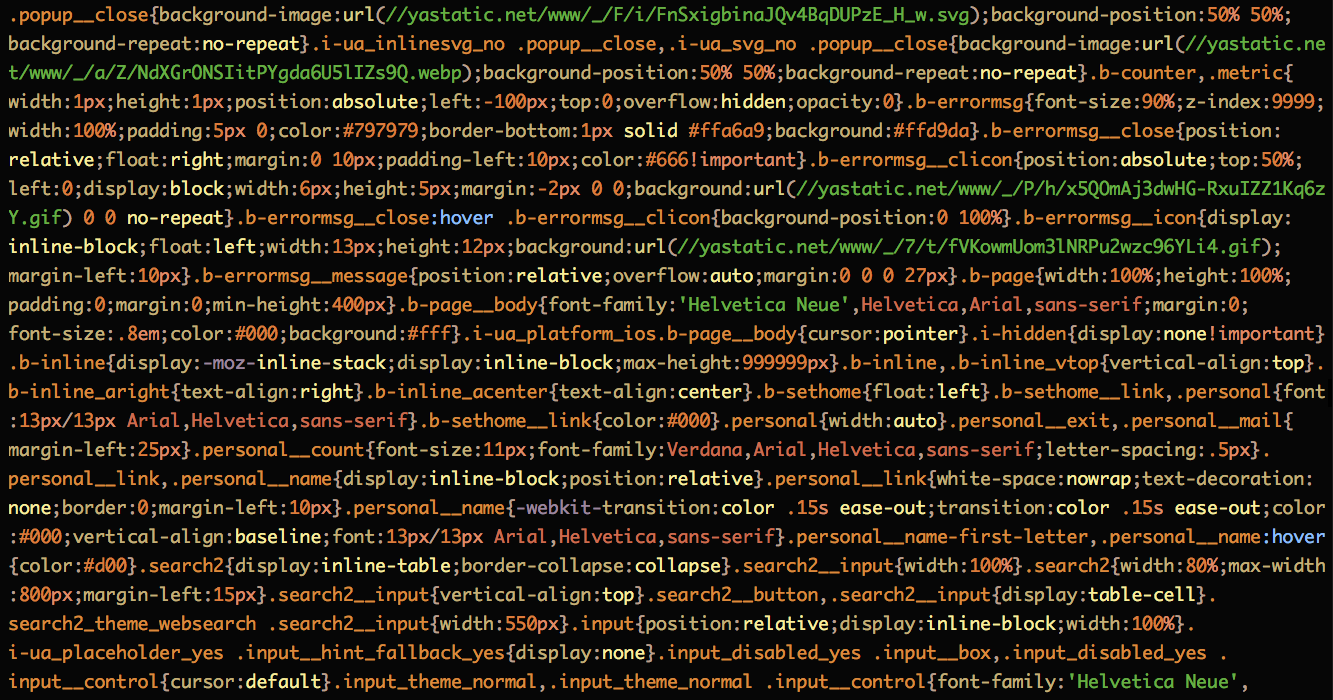 .popup__close{background-image:url(//yastatic.net/www/_/F/i/FnSxigbinaJQv4BqDUPzE_H_w.svg);background-position:50% 50%;
background-repeat:no-repeat}.i-ua_inlinesvg_no .popup__close,.i-ua_svg_no .popup__close{background-image:url(//yastatic.ne
t/www/_/a/Z/NdXGrONSIitPYgda6U5lIZs9Q.webp);background-position:50% 50%;background-repeat:no-repeat}.b-counter,.metric{
width:1px;height:1px;position:absolute;left:-100px;top:0;overflow:hidden;opacity:0}.b-errormsg{font-size:90%;z-index:9999;
width:100%;padding:5px 0;color:#797979;border-bottom:1px solid #ffa6a9;background:#ffd9da}.b-errormsg__close{position:
relative;float:right;margin:0 10px;padding-left:10px;color:#666!important}.b-errormsg__clicon{position:absolute;top:50%;
left:0;display:block;width:6px;height:5px;margin:-2px 0 0;background:url(//yastatic.net/www/_/P/h/x5QOmAj3dwHG-RxuIZZ1Kq6z
Y.gif) 0 0 no-repeat}.b-errormsg__close:hover .b-errormsg__clicon{background-position:0 100%}.b-errormsg__icon{display:
inline-block;float:left;width:13px;height:12px;background:url(//yastatic.net/www/_/7/t/fVKowmUom3lNRPu2wzc96YLi4.gif);
margin-left:10px}.b-errormsg__message{position:relative;overflow:auto;margin:0 0 0 27px}.b-page{width:100%;height:100%;
padding:0;margin:0;min-height:400px}.b-page__body{font-family:'Helvetica Neue',Helvetica,Arial,sans-serif;margin:0;
font-size:.8em;color:#000;background:#fff}.i-ua_platform_ios.b-page__body{cursor:pointer}.i-hidden{display:none!important}
.b-inline{display:-moz-inline-stack;display:inline-block;max-height:999999px}.b-inline,.b-inline_vtop{vertical-align:top}.
b-inline_aright{text-align:right}.b-inline_acenter{text-align:center}.b-sethome{float:left}.b-sethome__link,.personal{font
:13px/13px Arial,Helvetica,sans-serif}.b-sethome__link{color:#000}.personal{width:auto}.personal__exit,.personal__mail{
margin-left:25px}.personal__count{font-size:11px;font-family:Verdana,Arial,Helvetica,sans-serif;letter-spacing:.5px}.
personal__link,.personal__name{display:inline-block;position:relative}.personal__link{white-space:nowrap;text-decoration:
none;border:0;margin-left:10px}.personal__name{-webkit-transition:color .15s ease-out;transition:color .15s ease-out;color
:#000;vertical-align:baseline;font:13px/13px Arial,Helvetica,sans-serif}.personal__name-first-letter,.personal__name:hover
{color:#d00}.search2{display:inline-table;border-collapse:collapse}.search2__input{width:100%}.search2{width:80%;max-width
:800px;margin-left:15px}.search2__input{vertical-align:top}.search2__button,.search2__input{display:table-cell}.
search2_theme_websearch .search2__input{width:550px}.input{position:relative;display:inline-block;width:100%}.
i-ua_placeholder_yes .input__hint_fallback_yes{display:none}.input_disabled_yes .input__box,.input_disabled_yes .
input__control{cursor:default}.input_theme_normal,.input_theme_normal .input__control{font-family:'Helvetica Neue',